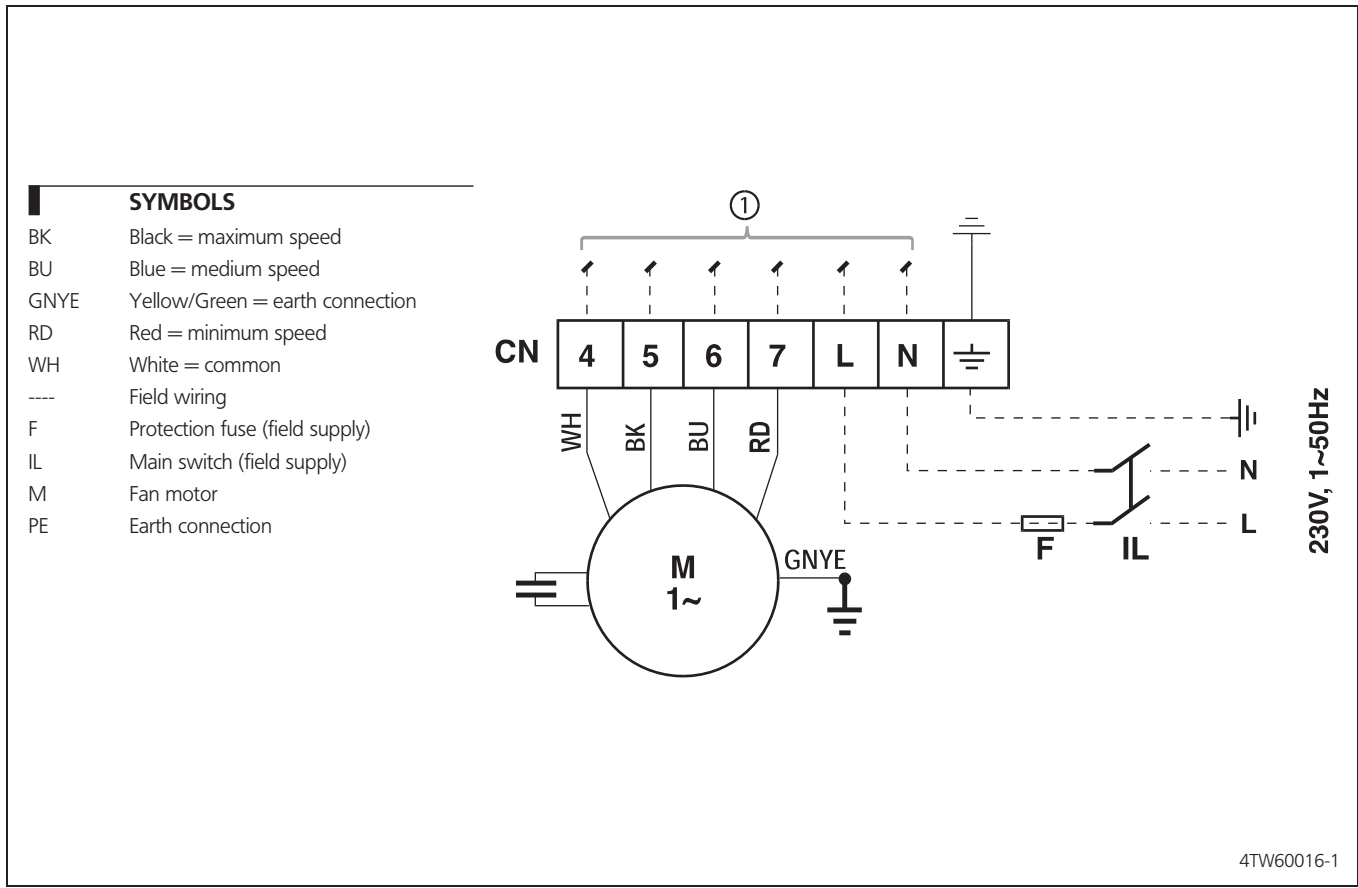 SYMBOLS
BK Black = maximum speed
BU Blue = medium speed
GNYE Yellow/Green = earth connection
RD Red = minimum speed
WH White = common
---- Field wiring
F Protection fuse (field supply)
IL Main switch (field supply)
M Fan motor
PE Earth connection
①
CN 4 5 6 7 L N
WH BK BU RD
M
1~
GNYE
N
L
F IL
230V, 1~50Hz
4TW60016-1